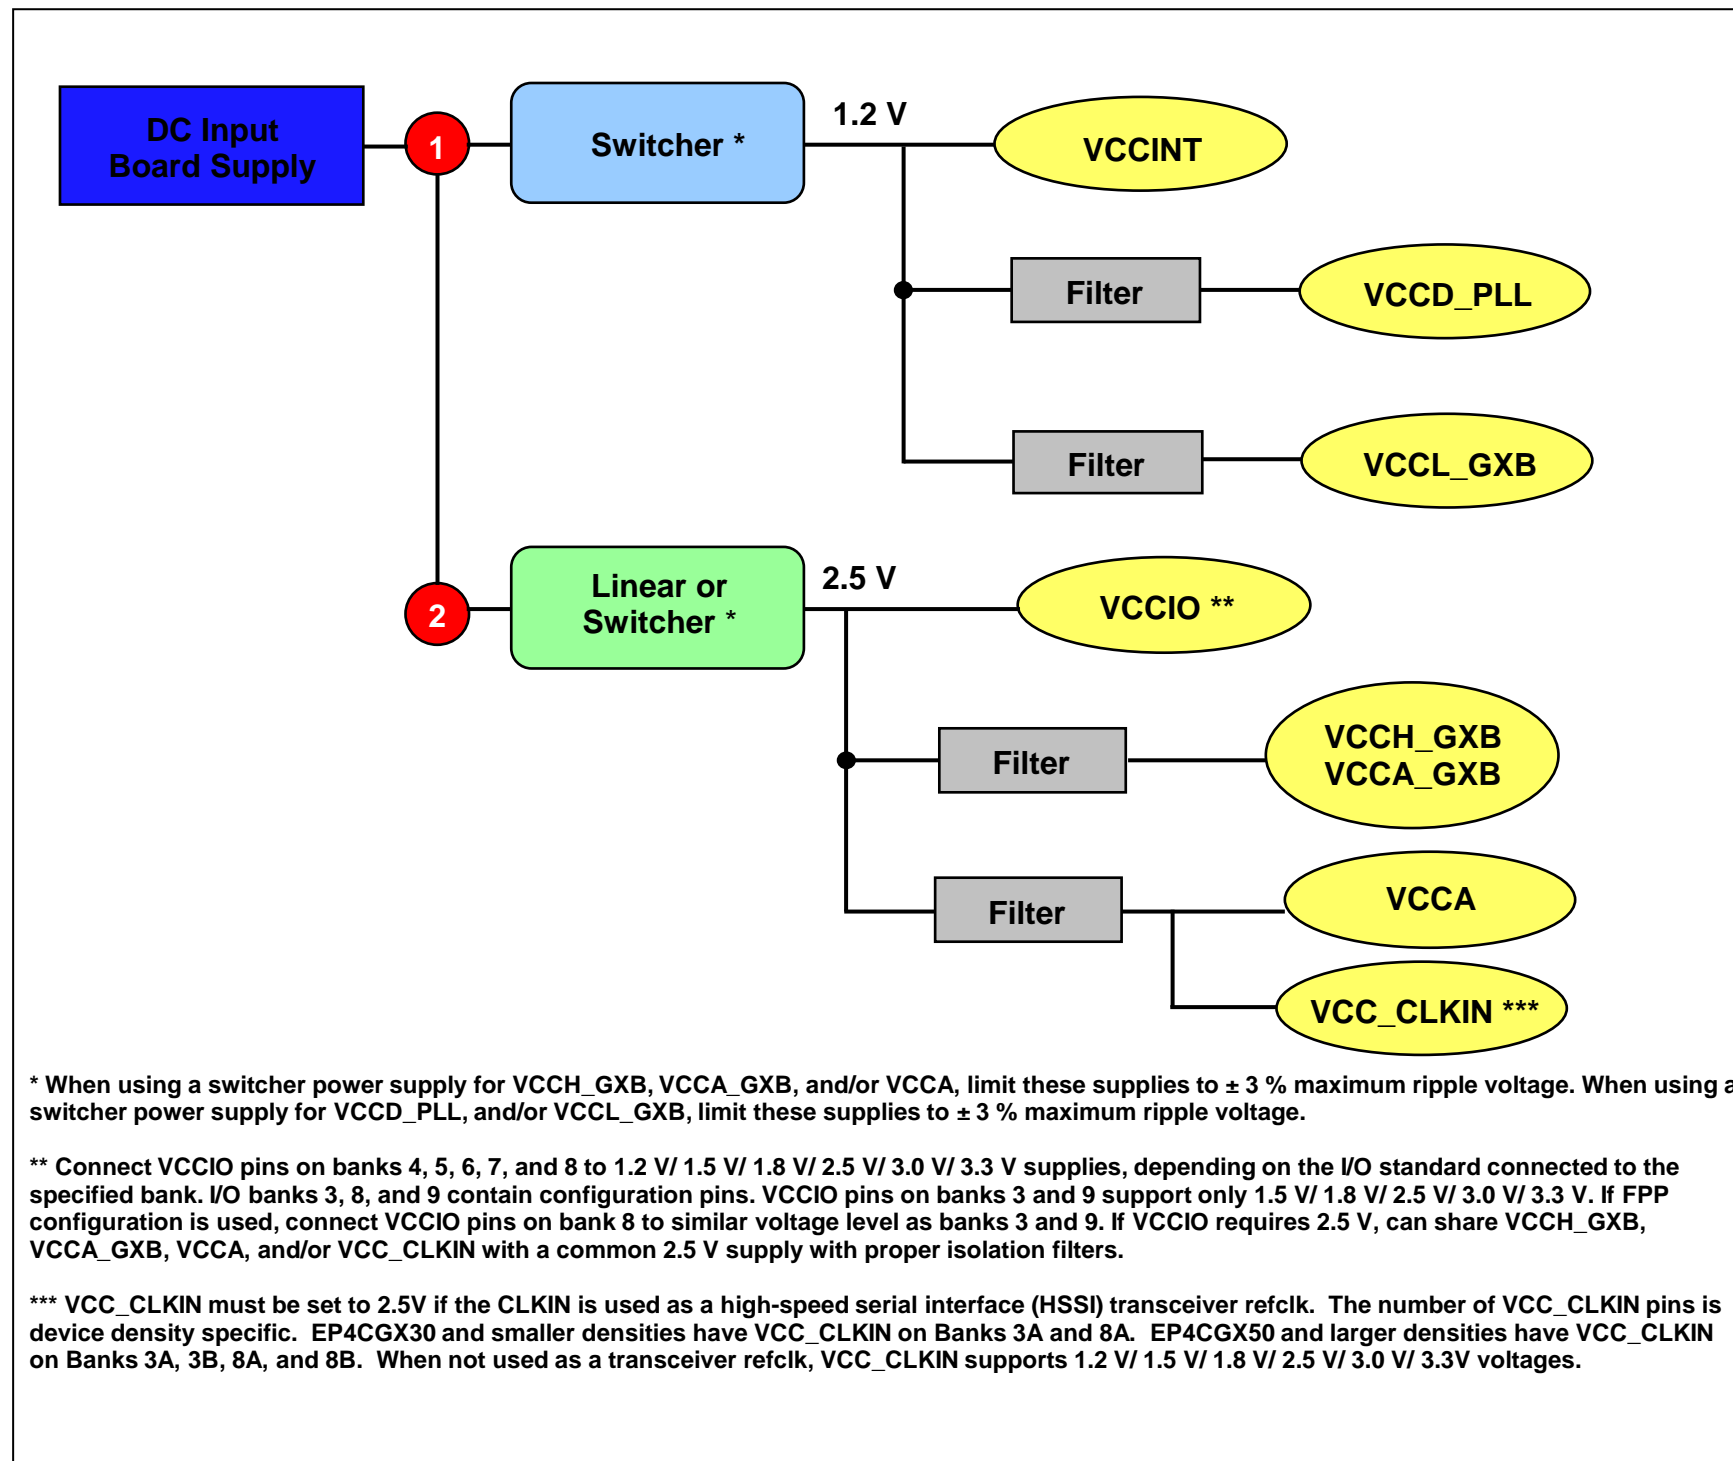 DC Input
Board Supply
1
Switcher *
1.2 V
VCCINT
Filter
VCCD_PLL
Filter
VCCL_GXB
2
Linear or
Switcher *
2.5 V
VCCIO **
Filter
VCCH_GXB
VCCA_GXB
Filter
VCCA
VCC_CLKIN ***
* When using a switcher power supply for VCCH_GXB, VCCA_GXB, and/or VCCA, limit these supplies to ± 3 % maximum ripple voltage. When using a
switcher power supply for VCCD_PLL, and/or VCCL_GXB, limit these supplies to ± 3 % maximum ripple voltage.
** Connect VCCIO pins on banks 4, 5, 6, 7, and 8 to 1.2 V/ 1.5 V/ 1.8 V/ 2.5 V/ 3.0 V/ 3.3 V supplies, depending on the I/O standard connected to the
specified bank. I/O banks 3, 8, and 9 contain configuration pins. VCCIO pins on banks 3 and 9 support only 1.5 V/ 1.8 V/ 2.5 V/ 3.0 V/ 3.3 V. If FPP
configuration is used, connect VCCIO pins on bank 8 to similar voltage level as banks 3 and 9. If VCCIO requires 2.5 V, can share VCCH_GXB,
VCCA_GXB, VCCA, and/or VCC_CLKIN with a common 2.5 V supply with proper isolation filters.
*** VCC_CLKIN must be set to 2.5V if the CLKIN is used as a high-speed serial interface (HSSI) transceiver refclk. The number of VCC_CLKIN pins is
device density specific. EP4CGX30 and smaller densities have VCC_CLKIN on Banks 3A and 8A. EP4CGX50 and larger densities have VCC_CLKIN
on Banks 3A, 3B, 8A, and 8B. When not used as a transceiver refclk, VCC_CLKIN supports 1.2 V/ 1.5 V/ 1.8 V/ 2.5 V/ 3.0 V/ 3.3V voltages.